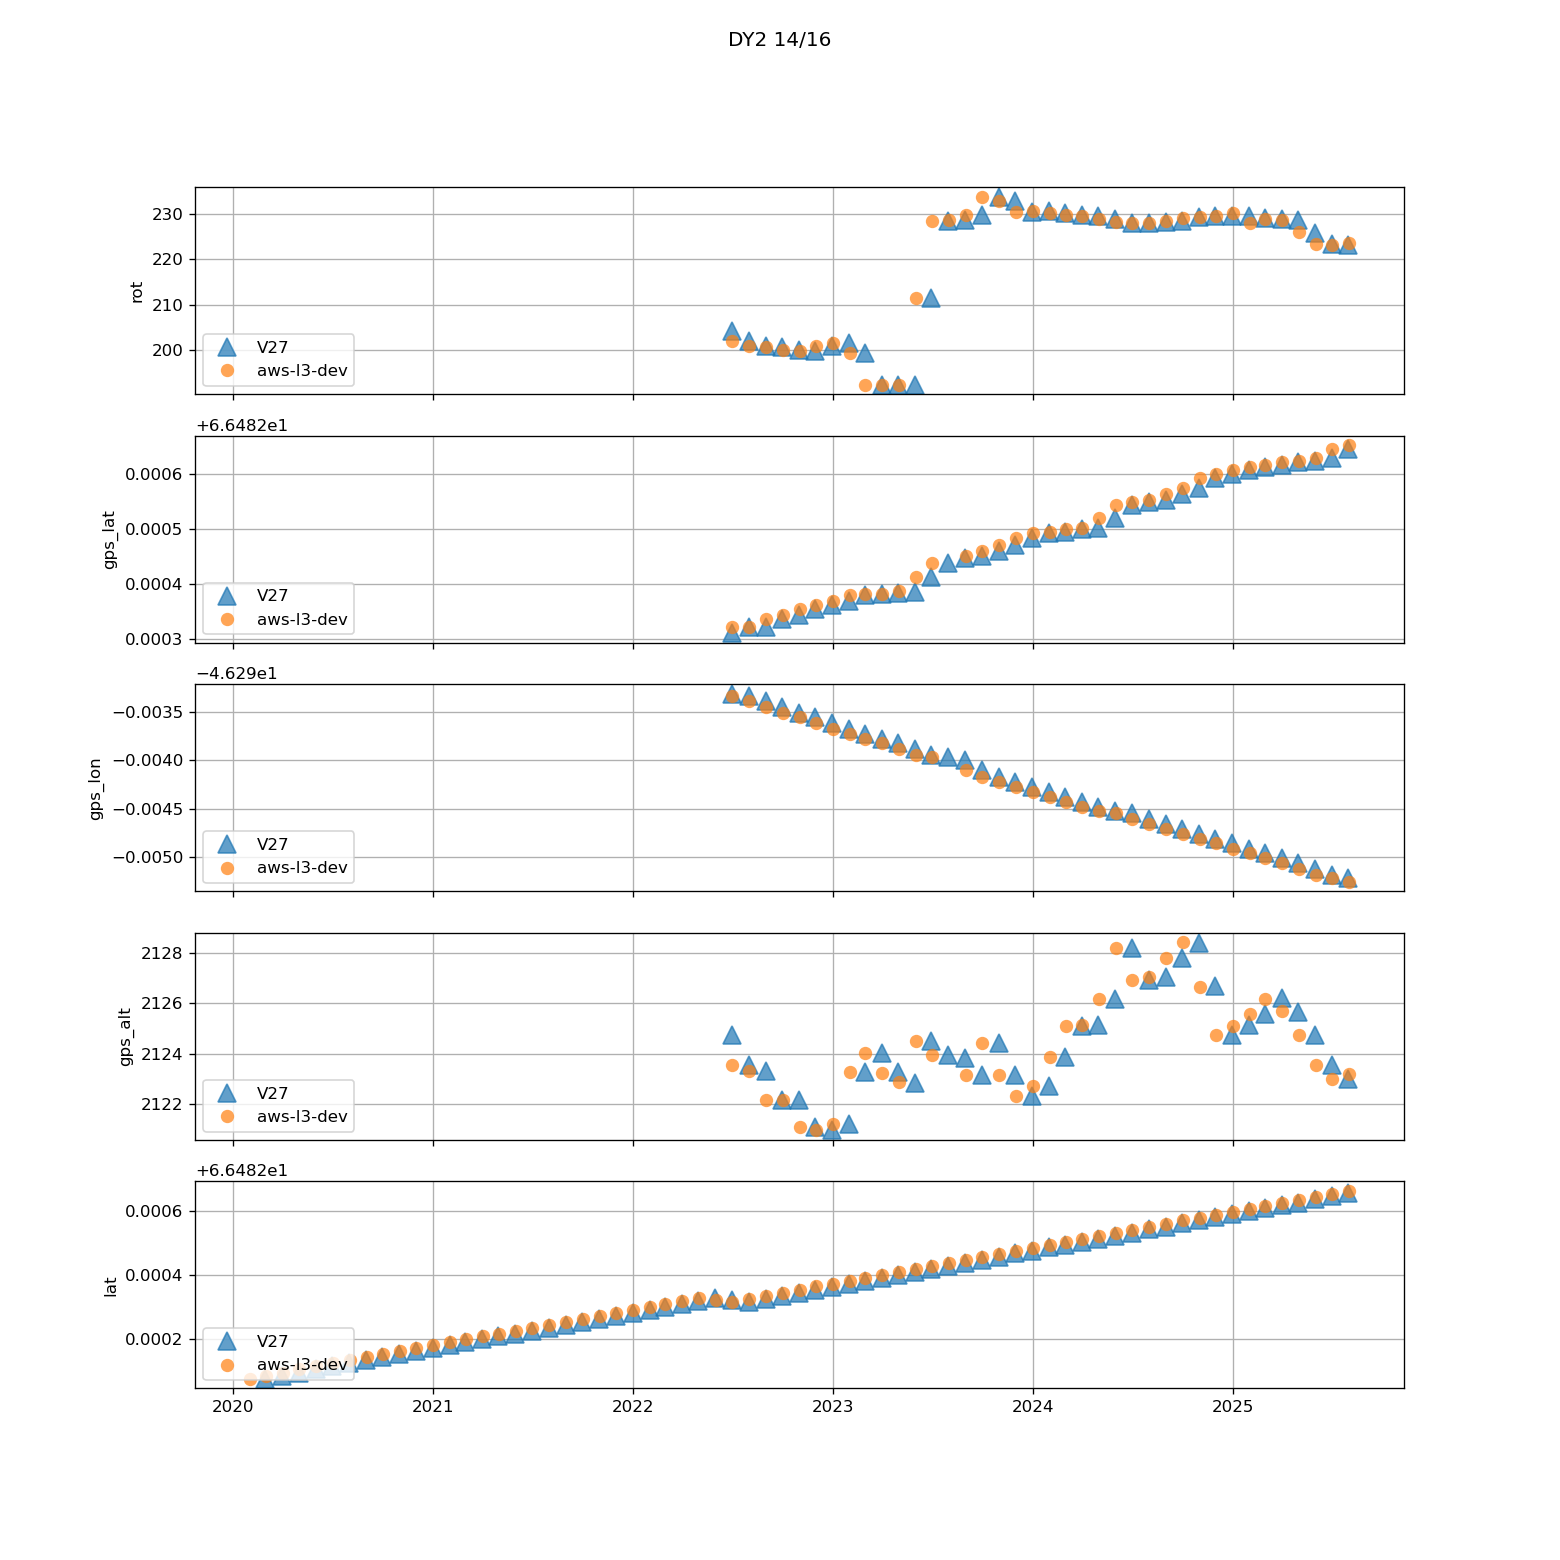 DY2 14/16
230
220
210
200
rot
V27
aws-l3-dev
+6.6482e1
0.0006
0.0005
0.0004
0.0003
gps_lat
V27
aws-l3-dev
−4.629e1
−0.0035
−0.0040
−0.0045
−0.0050
gps_lon
V27
aws-l3-dev
2128
2126
2124
2122
gps_alt
V27
aws-l3-dev
+6.6482e1
0.0006
0.0004
0.0002
lat
V27
aws-l3-dev
2020 2021 2022 2023 2024 2025